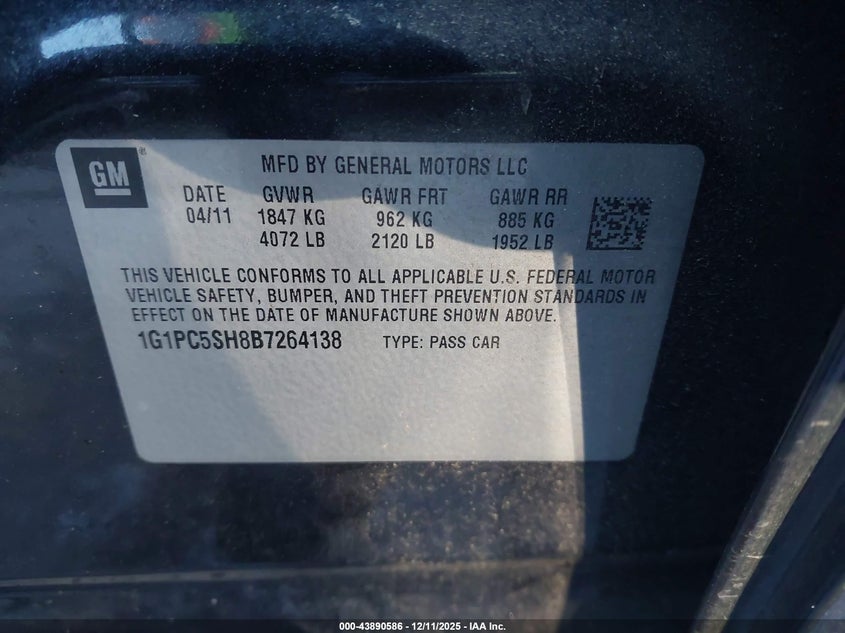 GM®
MFD BY GENERAL MOTORS LLC
DATE GVWR GAWR FRT GAWR RR
04/11 1847 KG 962 KG 885 KG
4072 LB 2120 LB 1952 LB
THIS VEHICLE CONFORMS TO ALL APPLICABLE U.S. FEDERAL MOTOR
VEHICLE SAFETY, BUMPER, AND THEFT PREVENTION STANDARDS IN
EFFECT ON THE DATE OF MANUFACTURE SHOWN ABOVE.
1G1PC5SH8B7264138 TYPE: PASS CAR
000-43890586 - 12/11/2025 - IAA Inc.